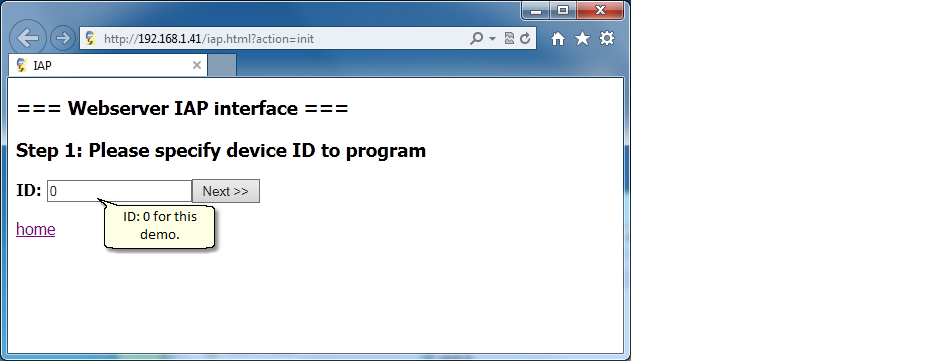 http://192.168.1.41/iap.html?action=init
IAP
=== Webserver IAP interface ===
Step 1: Please specify device ID to program
ID: 0 Next >>
ID: 0 for this
demo.
home